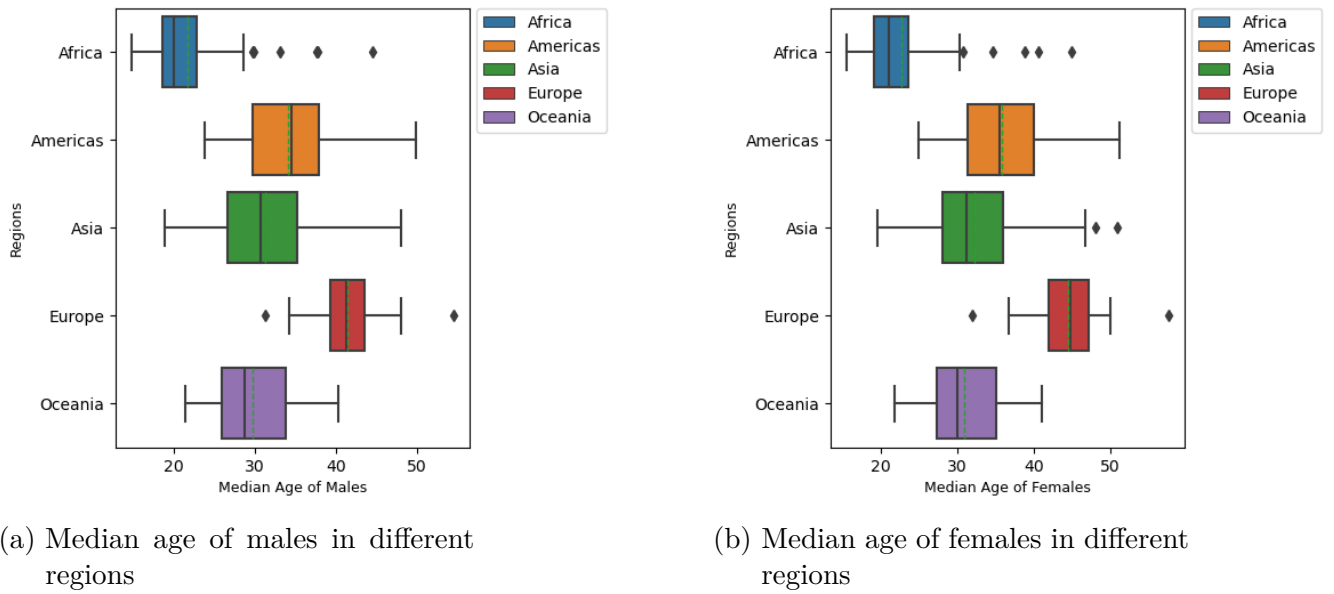 Africa
Americas
Asia
Europe
Oceania
Regions
20 30 40 50
Median Age of Males
Africa
Americas
Asia
Europe
Oceania
(a) Median age of males in different
regions
Africa
Americas
Asia
Europe
Oceania
Regions
20 30 40 50
Median Age of Females
Africa
Americas
Asia
Europe
Oceania
(b) Median age of females in different
regions